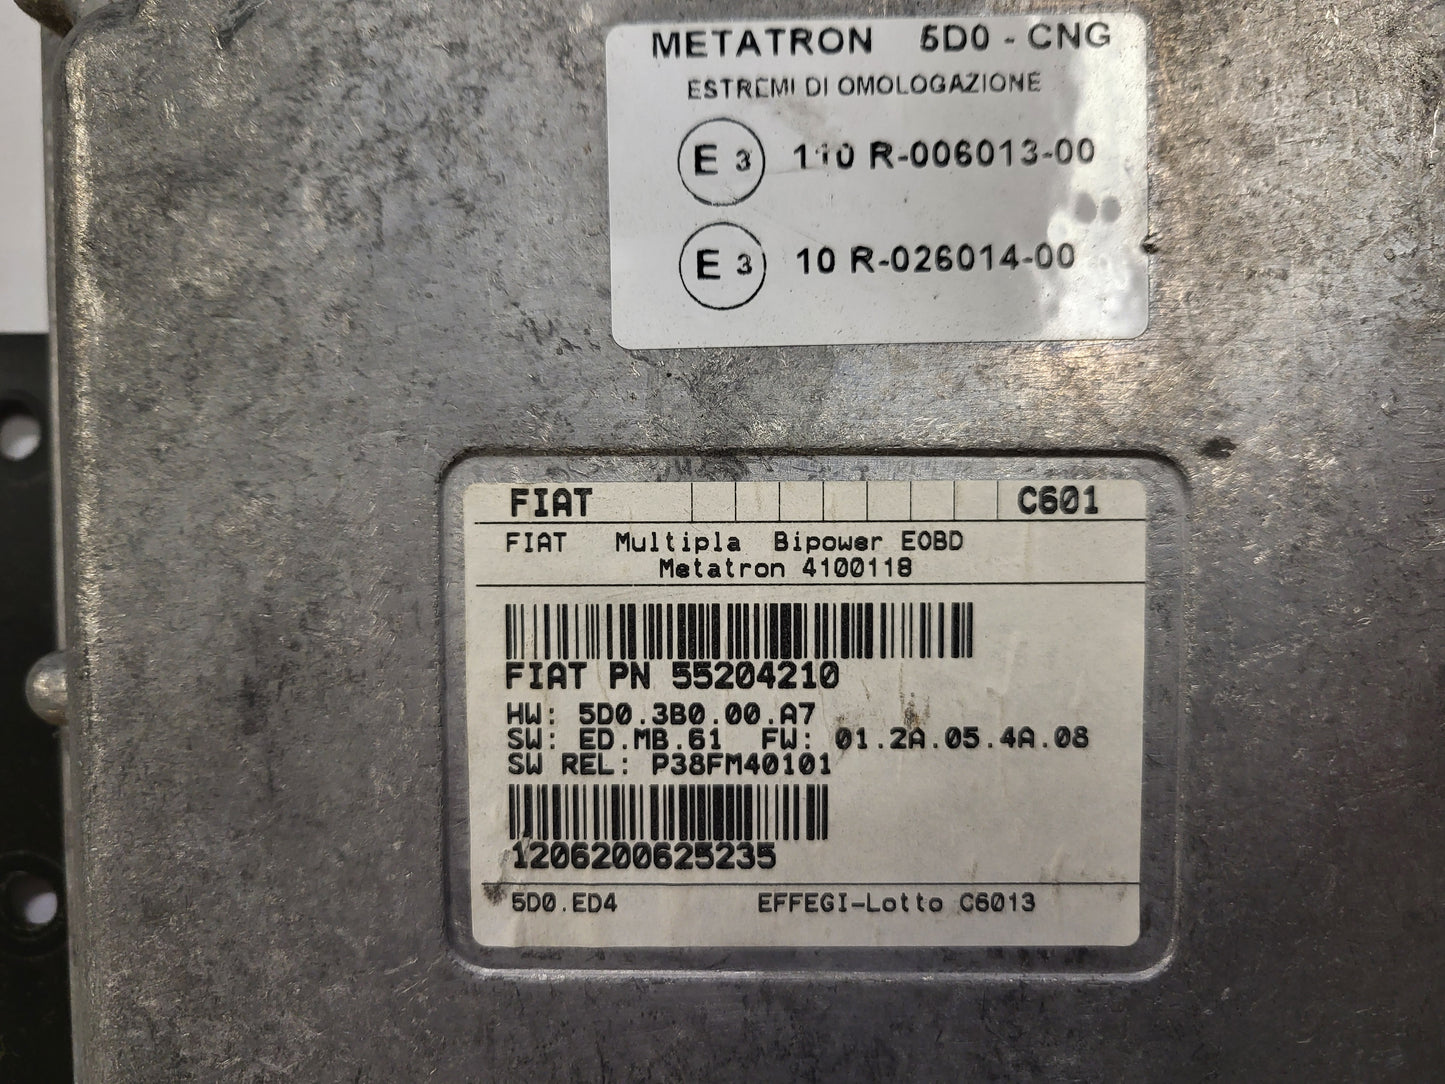 METATRON 5D0 - CNG
ESTREMI DI OMOLOGAZIONE
E 3 110 R-006013-00
E 3 10 R-026014-00
FIAT C601
FIAT Multipla Bipower EOBD
Metatron 4100118
FIAT PN 55204210
HW: 5D0.3B0.00.A7
SW: ED.MB.61 FW: 01.2A.05.4A.08
SW REL: P38FM40101
1206200625235
5D0.ED4 EFFEGI-Lotto C6013